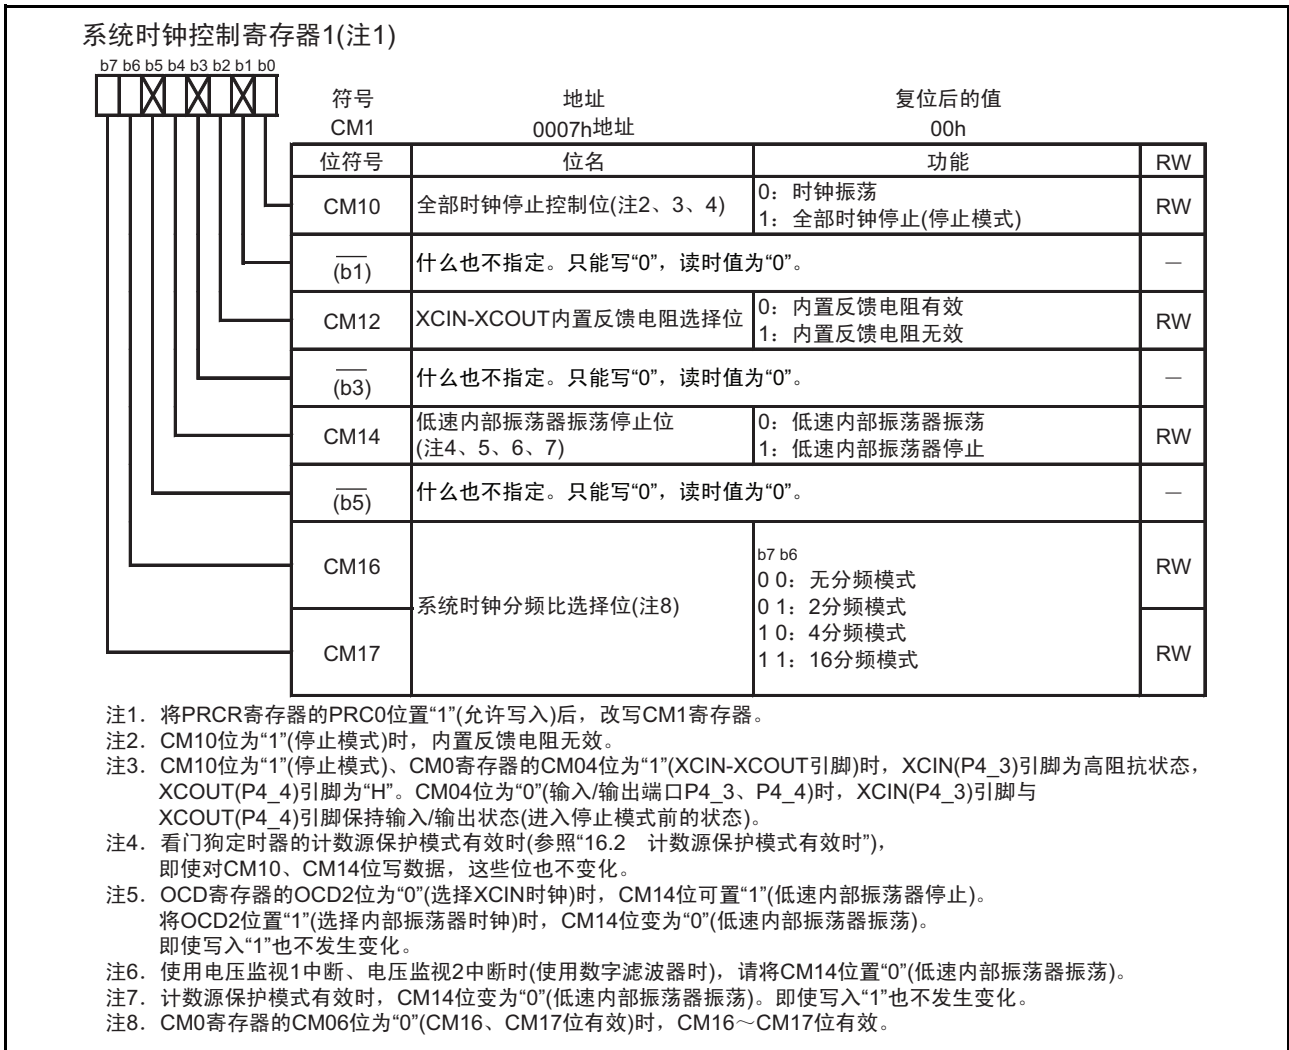 系统时钟控制寄存器1(注1)
b7 b6 b5 b4 b3 b2 b1 b0
符号 地址 复位后的值
CM1 0007h地址 00h
位符号 位名 功能 RW
CM10 全部时钟停止控制位(注2、3、4) 0：时钟振荡 RW
1：全部时钟停止(停止模式)
(b1) 什么也不指定。只能写“0”，读时值为“0”。 —
CM12 XCIN-XCOUT内置反馈电阻选择位 0：内置反馈电阻有效 RW
1：内置反馈电阻无效
(b3) 什么也不指定。只能写“0”，读时值为“0”。 —
CM14 低速内部振荡器振荡停止位 0：低速内部振荡器振荡 RW
(注4、5、6、7) 1：低速内部振荡器停止
(b5) 什么也不指定。只能写“0”，读时值为“0”。 —
CM16 系统时钟分频比选择位(注8) b7 b6 RW
0 0：无分频模式
0 1：2分频模式
1 0：4分频模式
CM17 1 1：16分频模式 RW
注1．将PRCR寄存器的PRC0位置“1”(允许写入)后，改写CM1寄存器。
注2．CM10位为“1”(停止模式)时，内置反馈电阻无效。
注3．CM10位为“1”(停止模式)、CM0寄存器的CM04位为“1”(XCIN-XCOUT引脚)时，XCIN(P4_3)引脚为高阻抗状态，
XCOUT(P4_4)引脚为“H”。CM04位为“0”(输入/输出端口P4_3、P4_4)时，XCIN(P4_3)引脚与
XCOUT(P4_4)引脚保持输入/输出状态(进入停止模式前的状态)。
注4．看门狗定时器的计数源保护模式有效时(参照“16.2　计数源保护模式有效时”)，
即使对CM10、CM14位写数据，这些位也不变化。
注5．OCD寄存器的OCD2位为“0”(选择XCIN时钟)时，CM14位可置“1”(低速内部振荡器停止)。
将OCD2位置“1”(选择内部振荡器时钟)时，CM14位变为“0”(低速内部振荡器振荡)。
即使写入“1”也不发生变化。
注6．使用电压监视1中断、电压监视2中断时(使用数字滤波器时)，请将CM14位置“0”(低速内部振荡器振荡)。
注7．计数源保护模式有效时，CM14位变为“0”(低速内部振荡器振荡)。即使写入“1”也不发生变化。
注8．CM0寄存器的CM06位为“0”(CM16、CM17位有效)时，CM16～CM17位有效。